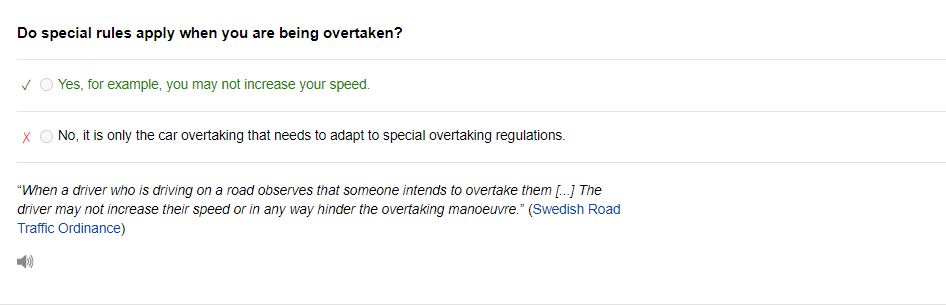 Do special rules apply when you are being overtaken?
✓ Yes, for example, you may not increase your speed.
X No, it is only the car overtaking that needs to adapt to special overtaking regulations.
“When a driver who is driving on a road observes that someone intends to overtake them [...] The
driver may not increase their speed or in any way hinder the overtaking manoeuvre.” (Swedish Road
Traffic Ordinance)